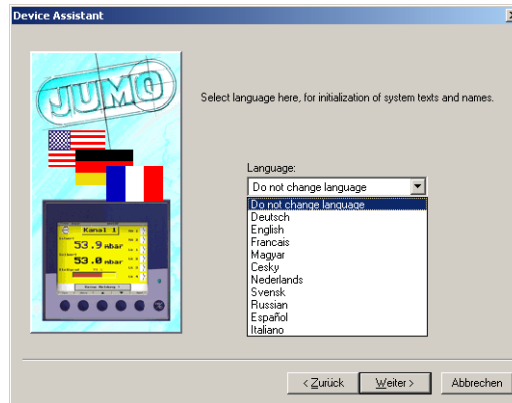 Device Assistant
JUMO
Select language here, for initialization of system texts and names.
Language:
Do not change language
Do not change language
Deutsch
English
Francais
Magyar
Cesky
Nederlands
Svensk
Russian
Español
Italiano
Kanal 1
53.9 mbar
53.0 mbar
< Zurück
Weiter >
Abbrechen